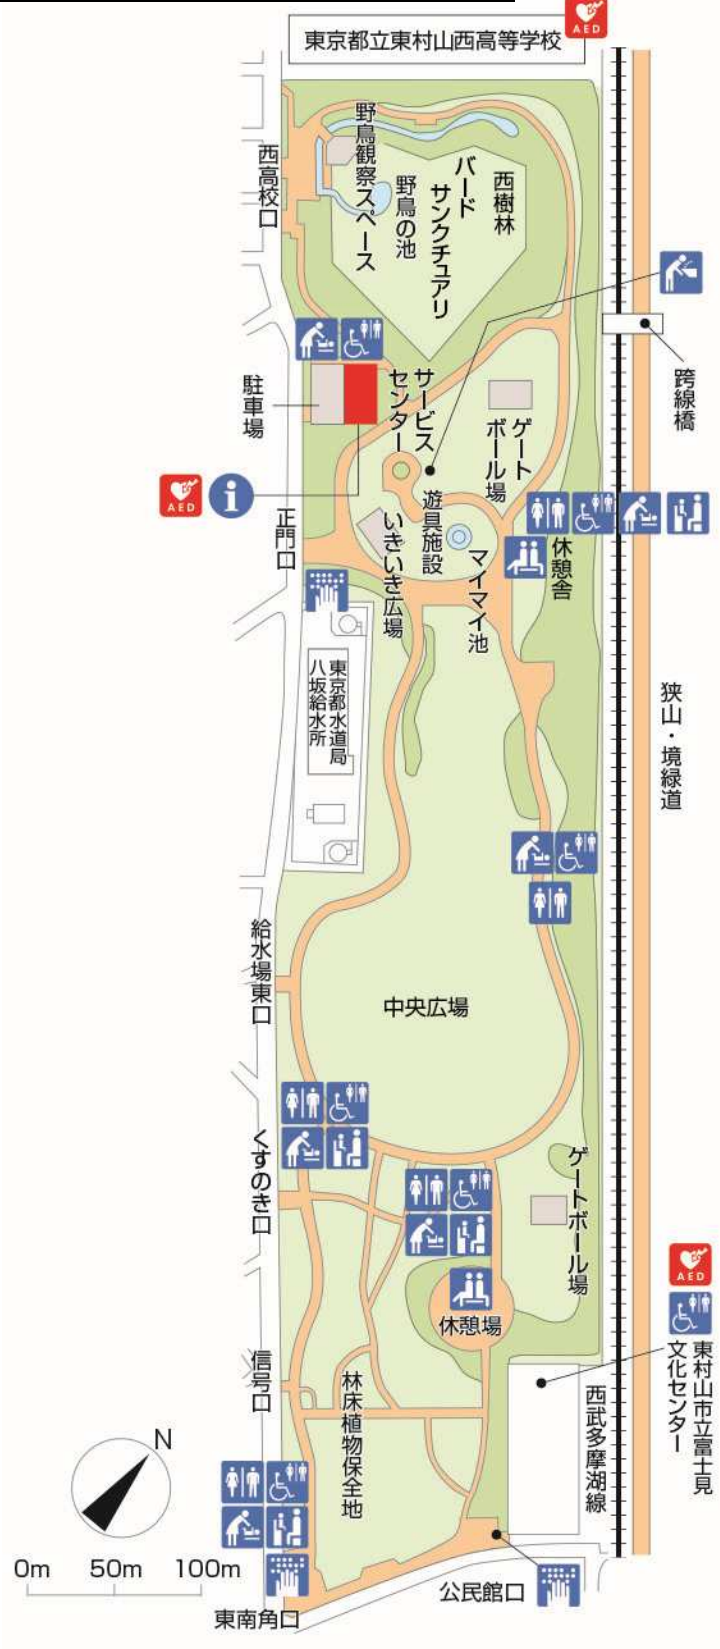 東京都立東村山西高等学校
AED
西高校口
野鳥観察スペース
野鳥の池
バード
サンクチュアリ
西樹林
跨線橋
駐車場
サービス
センター
ゲート
ボール場
AED
i
正門口
いきいき広場
遊具施設
マイマイ池
休憩舎
東京都水道局
八坂給水所
狭山・境緑道
給水場東口
中央広場
くすのき口
ゲートボール場
AED
休憩場
信号口
林床植物保全地
西武多摩湖線
東村山市立富士見
文化センター
N
0m 50m 100m
東南角口
公民館口